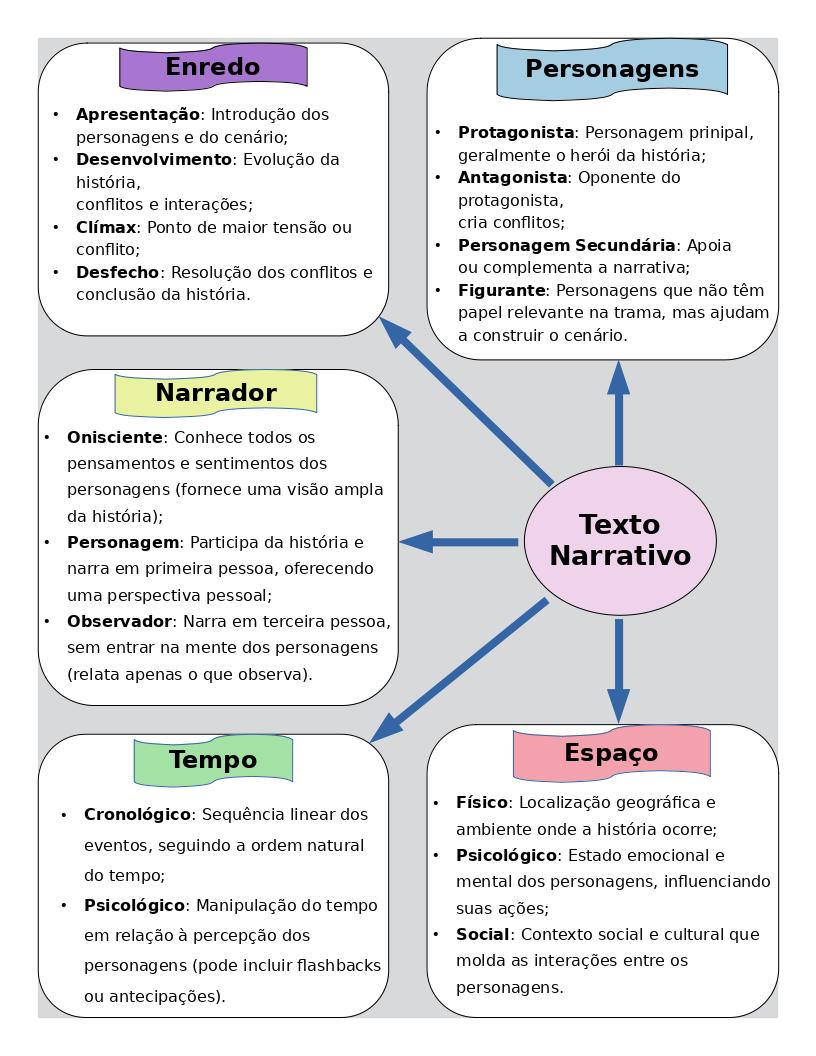 Enredo
• Apresentação: Introdução dos
personagens e do cenário;
• Desenvolvimento: Evolução da
história,
conflitos e interações;
• Clímax: Ponto de maior tensão ou
conflito;
• Desfecho: Resolução dos conflitos e
conclusão da história.
Personagens
• Protagonista: Personagem prinipal,
geralmente o herói da história;
• Antagonista: Oponente do
protagonista,
cria conflitos;
• Personagem Secundária: Apoia
ou complementa a narrativa;
• Figurante: Personagens que não têm
papel relevante na trama, mas ajudam
a construir o cenário.
Narrador
• Onisciente: Conhece todos os
pensamentos e sentimentos dos
personagens (fornece uma visão ampla
da história);
• Personagem: Participa da história e
narra em primeira pessoa, oferecendo
uma perspectiva pessoal;
• Observador: Narra em terceira pessoa,
sem entrar na mente dos personagens
(relata apenas o que observa).
Texto
Narrativo
Tempo
• Cronológico: Sequência linear dos
eventos, seguindo a ordem natural
do tempo;
• Psicológico: Manipulação do tempo
em relação à percepção dos
personagens (pode incluir flashbacks
ou antecipações).
Espaço
• Físico: Localização geográfica e
ambiente onde a história ocorre;
• Psicológico: Estado emocional e
mental dos personagens, influenciando
suas ações;
• Social: Contexto social e cultural que
molda as interações entre os
personagens.